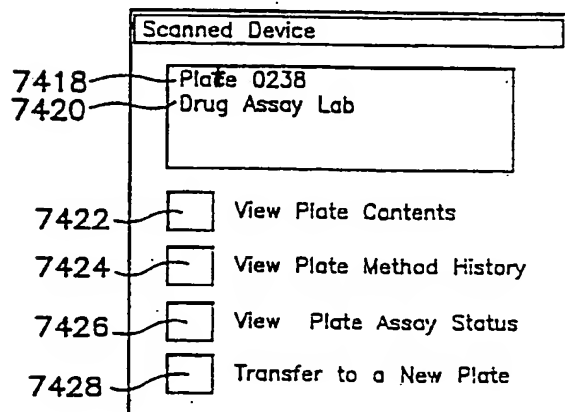 Scanned Device
7418 Plate 0238
7420 Drug Assay Lab
7422 View Plate Contents
7424 View Plate Method History
7426 View Plate Assay Status
7428 Transfer to a New Plate